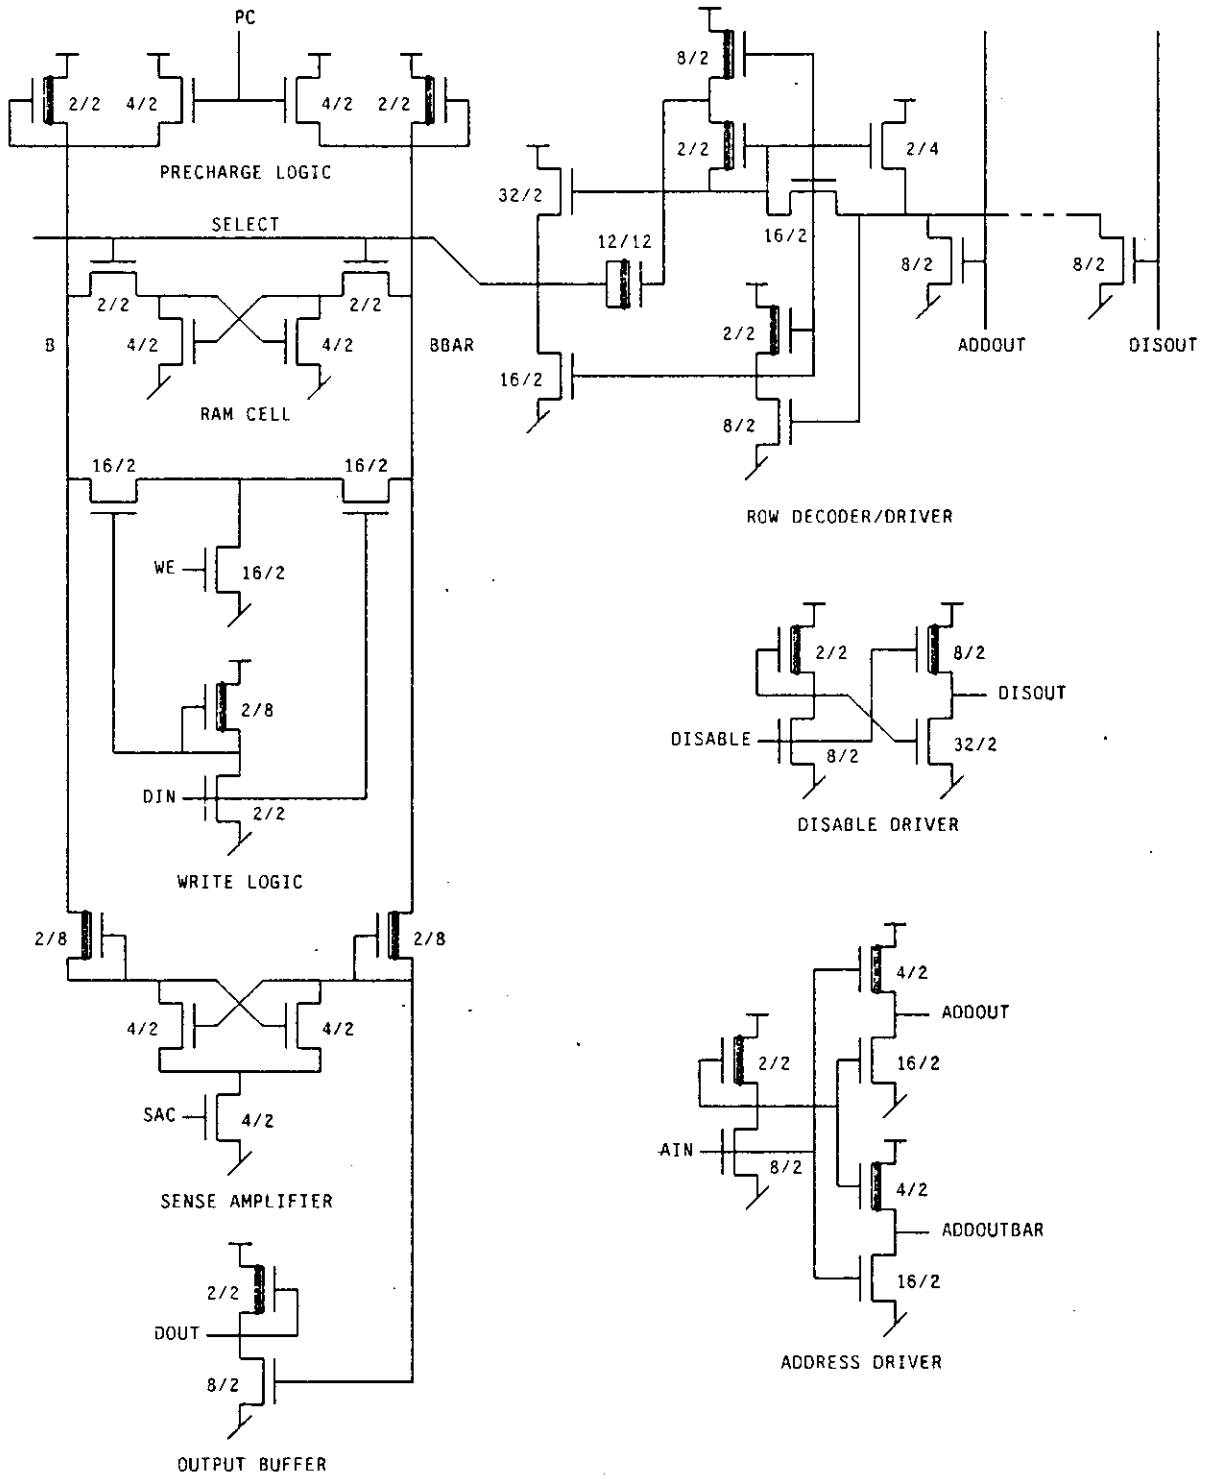 PC
2/2 4/2 4/2 2/2
PRECHARGE LOGIC
SELECT
2/2 2/2
B 4/2 4/2 BBAR
RAM CELL
16/2 16/2
WE 16/2
2/8
DIN 2/2
WRITE LOGIC
2/8 2/8
4/2 4/2
SAC 4/2
SENSE AMPLIFIER
2/2
DOUT
8/2
OUTPUT BUFFER
8/2
2/2 2/4
32/2
16/2
12/12
8/2 8/2
2/2
ADDOUT DISOUT
16/2
8/2
ROW DECODER/DRIVER
2/2 8/2
DISOUT
DISABLE 8/2 32/2
DISABLE DRIVER
4/2
ADDOUT
2/2 16/2
AIN 8/2
4/2
ADDOUTBAR
16/2
ADDRESS DRIVER